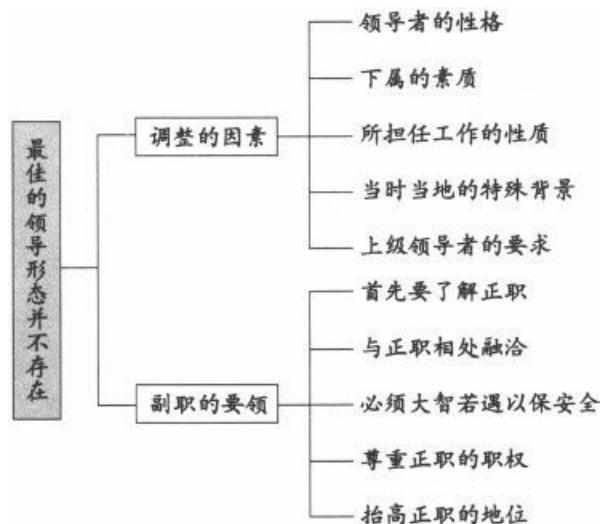 最佳的领导形态并不存在
调整的因素
领导者的性格
下属的素质
所担任工作的性质
当时当地的特殊背景
上级领导者的要求
副职的要领
首先要了解正职
与正职相处融洽
必须大智若遇以保安全
尊重正职的职权
抬高正职的地位